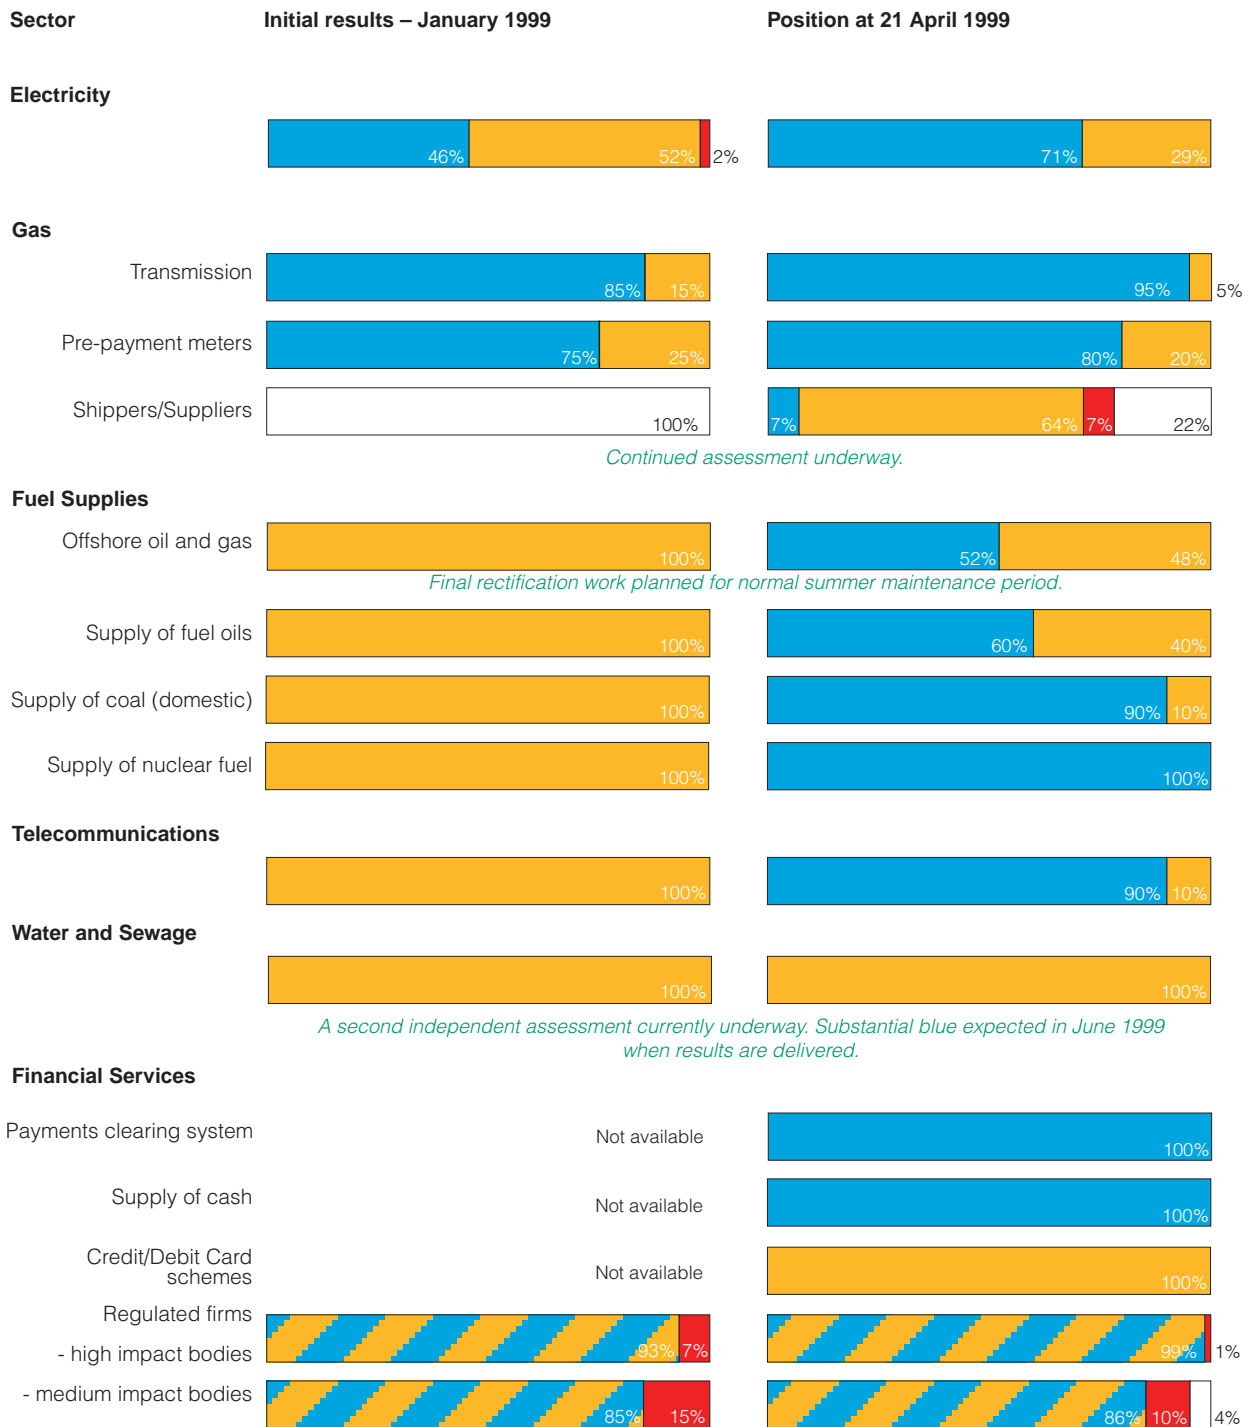 Sector Initial results – January 1999 Position at 21 April 1999
Electricity
46% 52% 2% 71% 29%
Gas
Transmission 85% 15% 95% 5%
Pre-payment meters 75% 25% 80% 20%
Shippers/Suppliers 100% 7% 64% 7% 22%
Continued assessment underway.
Fuel Supplies
Offshore oil and gas 100% 52% 48%
Final rectification work planned for normal summer maintenance period.
Supply of fuel oils 100% 60% 40%
Supply of coal (domestic) 100% 90% 10%
Supply of nuclear fuel 100% 100%
Telecommunications
100% 90% 10%
Water and Sewage
100% 100%
A second independent assessment currently underway. Substantial blue expected in June 1999
when results are delivered.
Financial Services
Payments clearing system Not available 100%
Supply of cash Not available 100%
Credit/Debit Card
schemes Not available 100%
Regulated firms
- high impact bodies 93% 7% 99% 1%
- medium impact bodies 85% 15% 86% 10% 4%